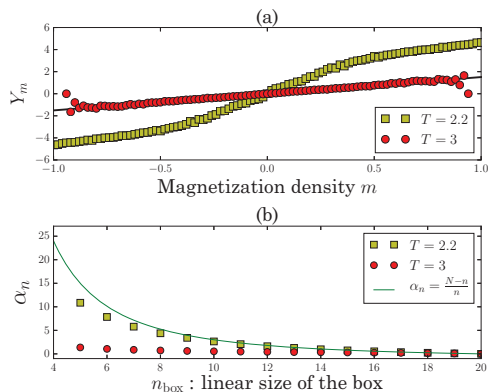 (a)
6
4
2
0
−2
−4
−6
Y_m
T = 2.2
T = 3
−1.0 −0.5 0.0 0.5 1.0
Magnetization density m
(b)
25
20
15
10
5
0
α_n
T = 2.2
T = 3
α_n = \frac{N−n}{n}
4 6 8 10 12 14 16 18 20
n_box : linear size of the box